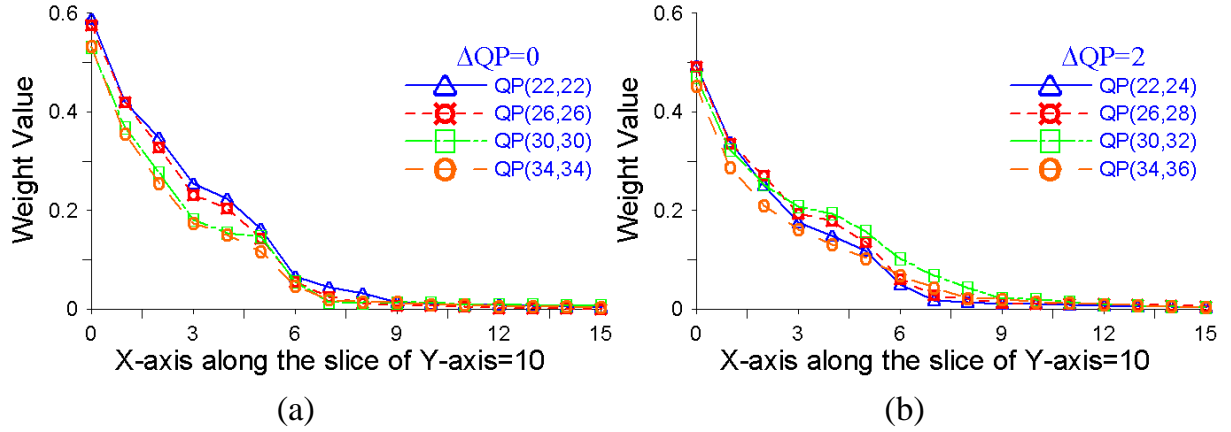 0.6
0.4
0.2
0
Weight Value
ΔQP=0
QP(22,22)
QP(26,26)
QP(30,30)
QP(34,34)
0 3 6 9 12 15
X-axis along the slice of Y-axis=10
(a)
0.6
0.4
0.2
0
Weight Value
ΔQP=2
QP(22,24)
QP(26,28)
QP(30,32)
QP(34,36)
0 3 6 9 12 15
X-axis along the slice of Y-axis=10
(b)